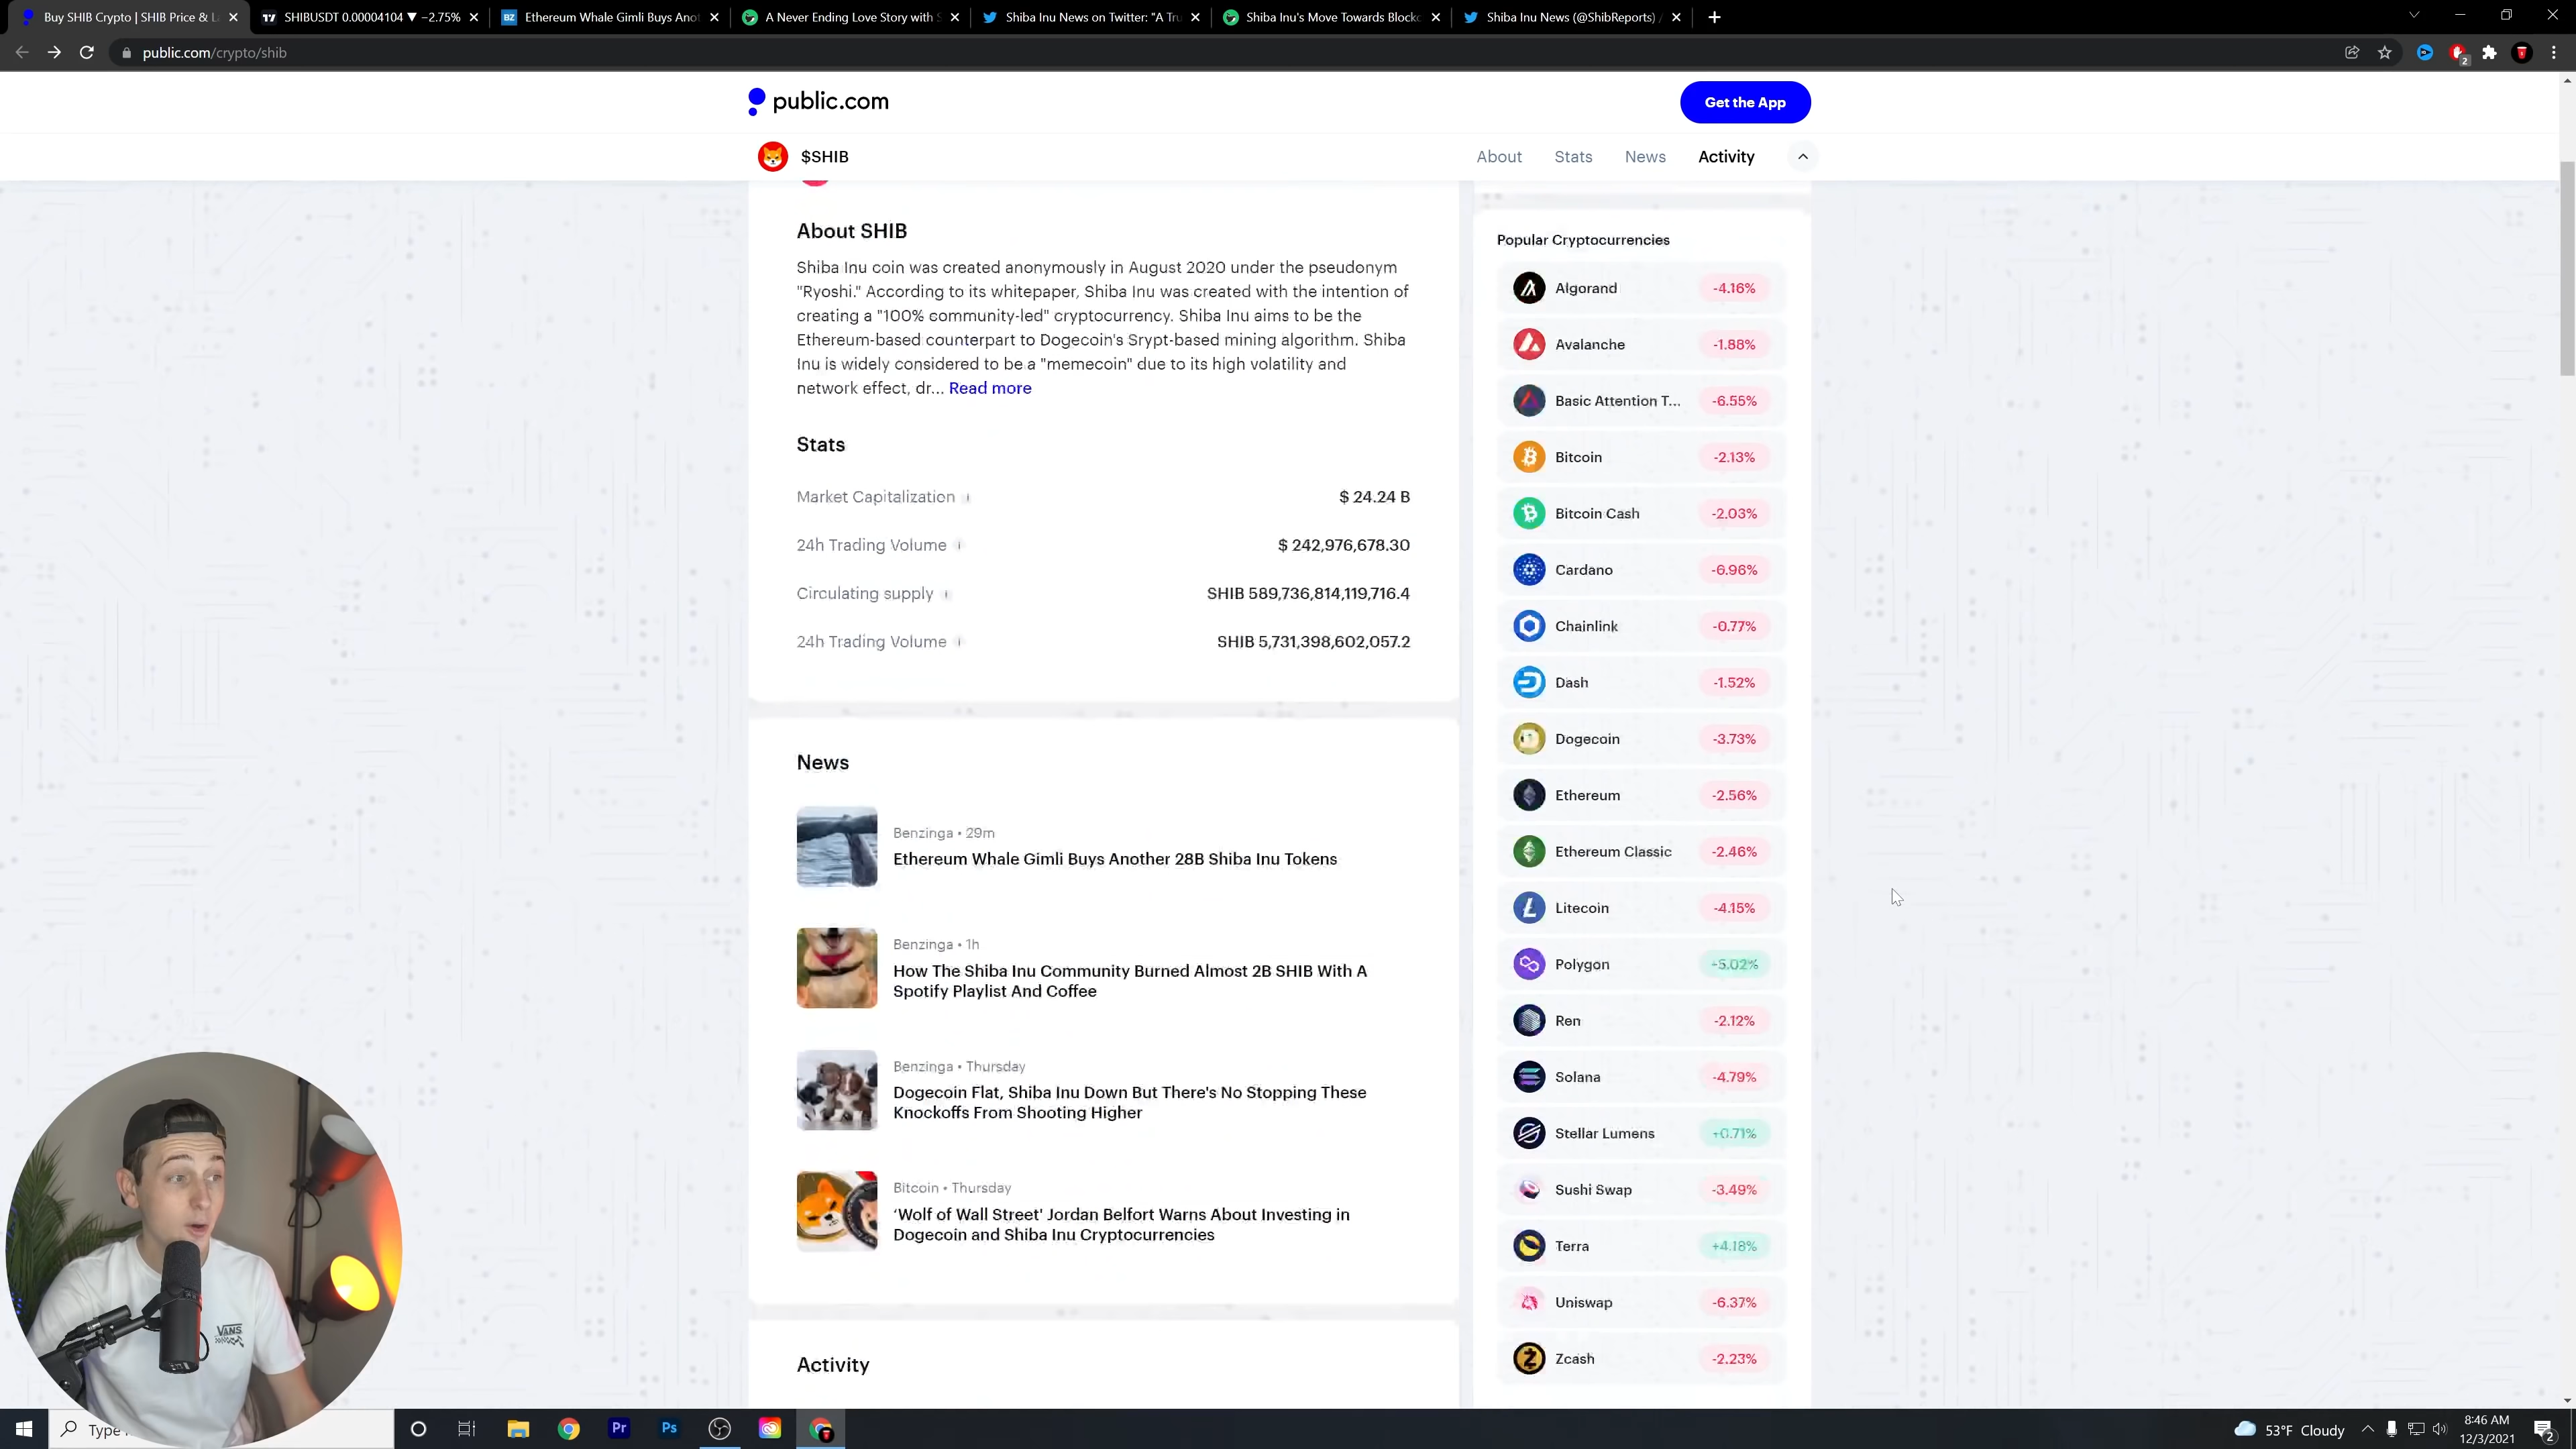 Buy SHIB Crypto | SHIB Price & L
SHIBUSDT 0.00004104 ▼ −2.75%
BZ
Ethereum Whale Gimli Buys Anot
A Never Ending Love Story with S
Shiba Inu News on Twitter: "A Tru
Shiba Inu's Move Towards Blockc
Shiba Inu News (@ShibReports) /
public.com/crypto/shib
2
public.com
Get the App
$SHIB
About
Stats
News
Activity
About SHIB
Shiba Inu coin was created anonymously in August 2020 under the pseudonym
"Ryoshi." According to its whitepaper, Shiba Inu was created with the intention of
creating a "100% community-led" cryptocurrency. Shiba Inu aims to be the
Ethereum-based counterpart to Dogecoin's Srypt-based mining algorithm. Shiba
Inu is widely considered to be a "memecoin" due to its high volatility and
network effect, dr... Read more
Stats
Market Capitalization i $ 24.24 B
24h Trading Volume i $ 242,976,678.30
Circulating supply i SHIB 589,736,814,119,716.4
24h Trading Volume i SHIB 5,731,398,602,057.2
News
Benzinga • 29m
Ethereum Whale Gimli Buys Another 28B Shiba Inu Tokens
Benzinga • 1h
How The Shiba Inu Community Burned Almost 2B SHIB With A
Spotify Playlist And Coffee
Benzinga • Thursday
Dogecoin Flat, Shiba Inu Down But There's No Stopping These
Knockoffs From Shooting Higher
Bitcoin • Thursday
‘Wolf of Wall Street' Jordan Belfort Warns About Investing in
Dogecoin and Shiba Inu Cryptocurrencies
Activity
Popular Cryptocurrencies
Algorand -4.16%
Avalanche -1.88%
Basic Attention T... -6.55%
Bitcoin -2.13%
Bitcoin Cash -2.03%
Cardano -6.96%
Chainlink -0.77%
Dash -1.52%
Dogecoin -3.73%
Ethereum -2.56%
Ethereum Classic -2.46%
Litecoin -4.15%
Polygon +5.02%
Ren -2.12%
Solana -4.79%
Stellar Lumens +0.71%
Sushi Swap -3.49%
Terra +4.18%
Uniswap -6.37%
Zcash -2.23%
VANS
Type
Pr
Ps
53°F Cloudy
8:46 AM
12/3/2021
2